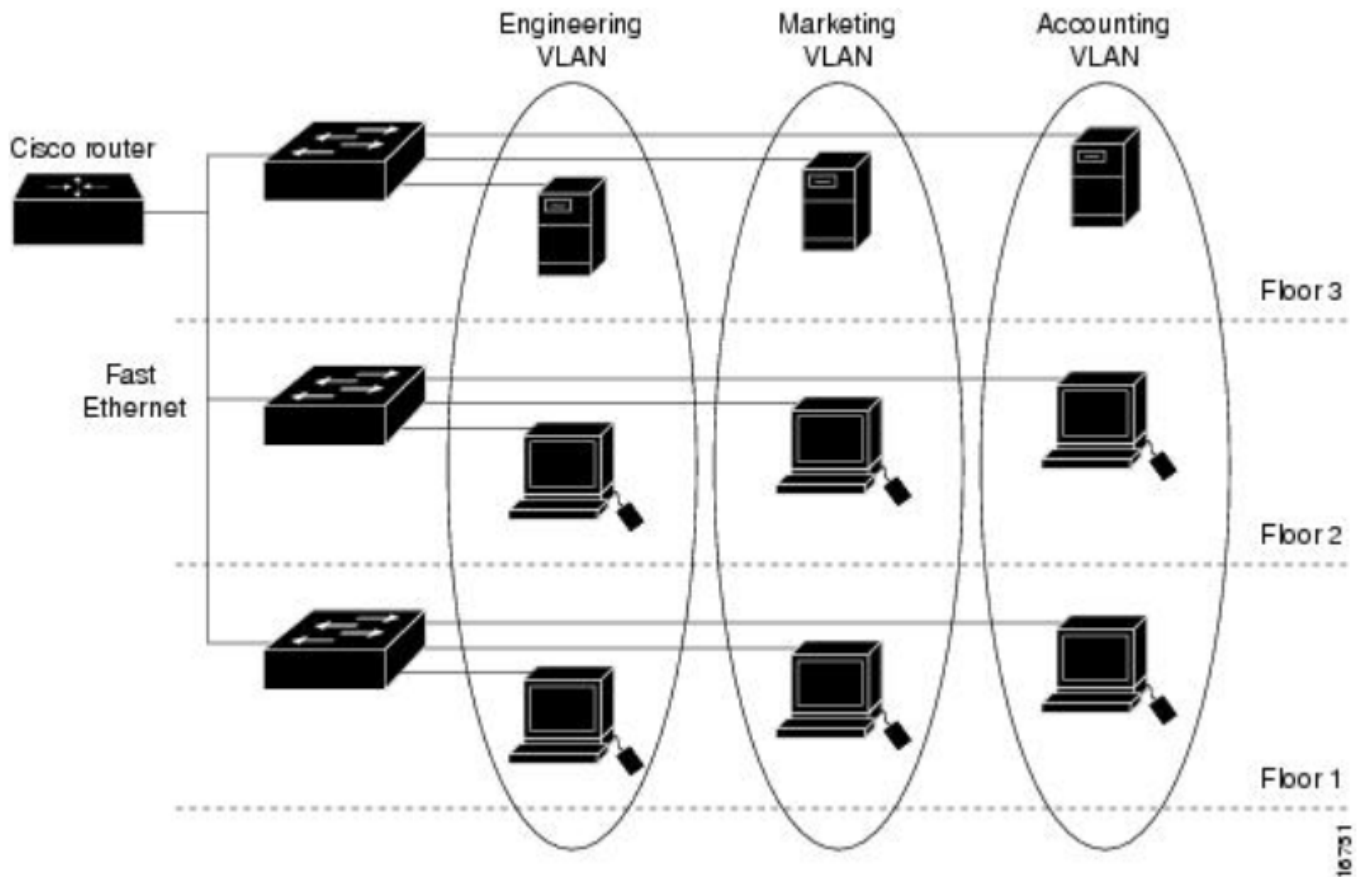 Engineering
VLAN
Marketing
VLAN
Accounting
VLAN
Cisco router
Floor 3
Fast
Ethernet
Floor 2
Floor 1
16751